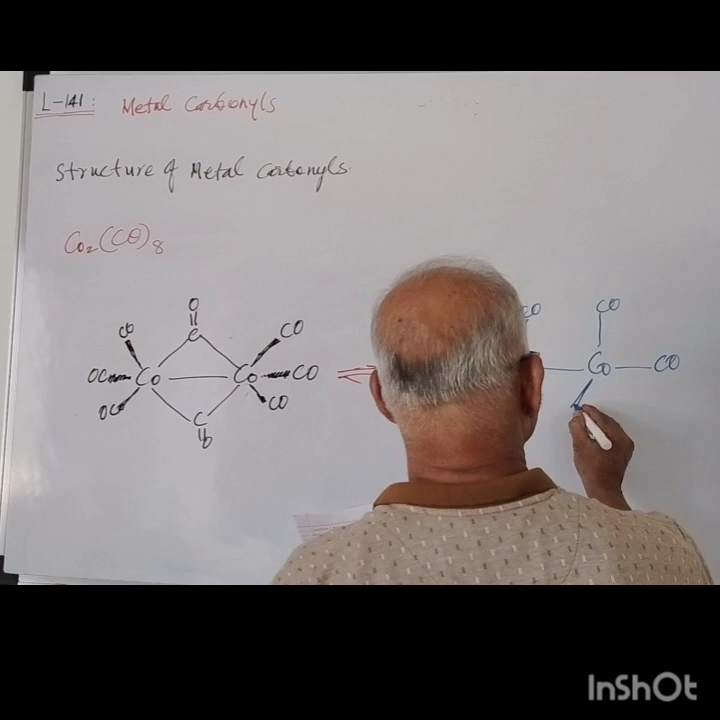 L-141: Metal Carbonyls
Structure of Metal Carbonyls.
Co₂(CO)₈
O
C
CO CO
OC Co Co CO
OC CO
C
O
CO CO
Co CO
InShOt